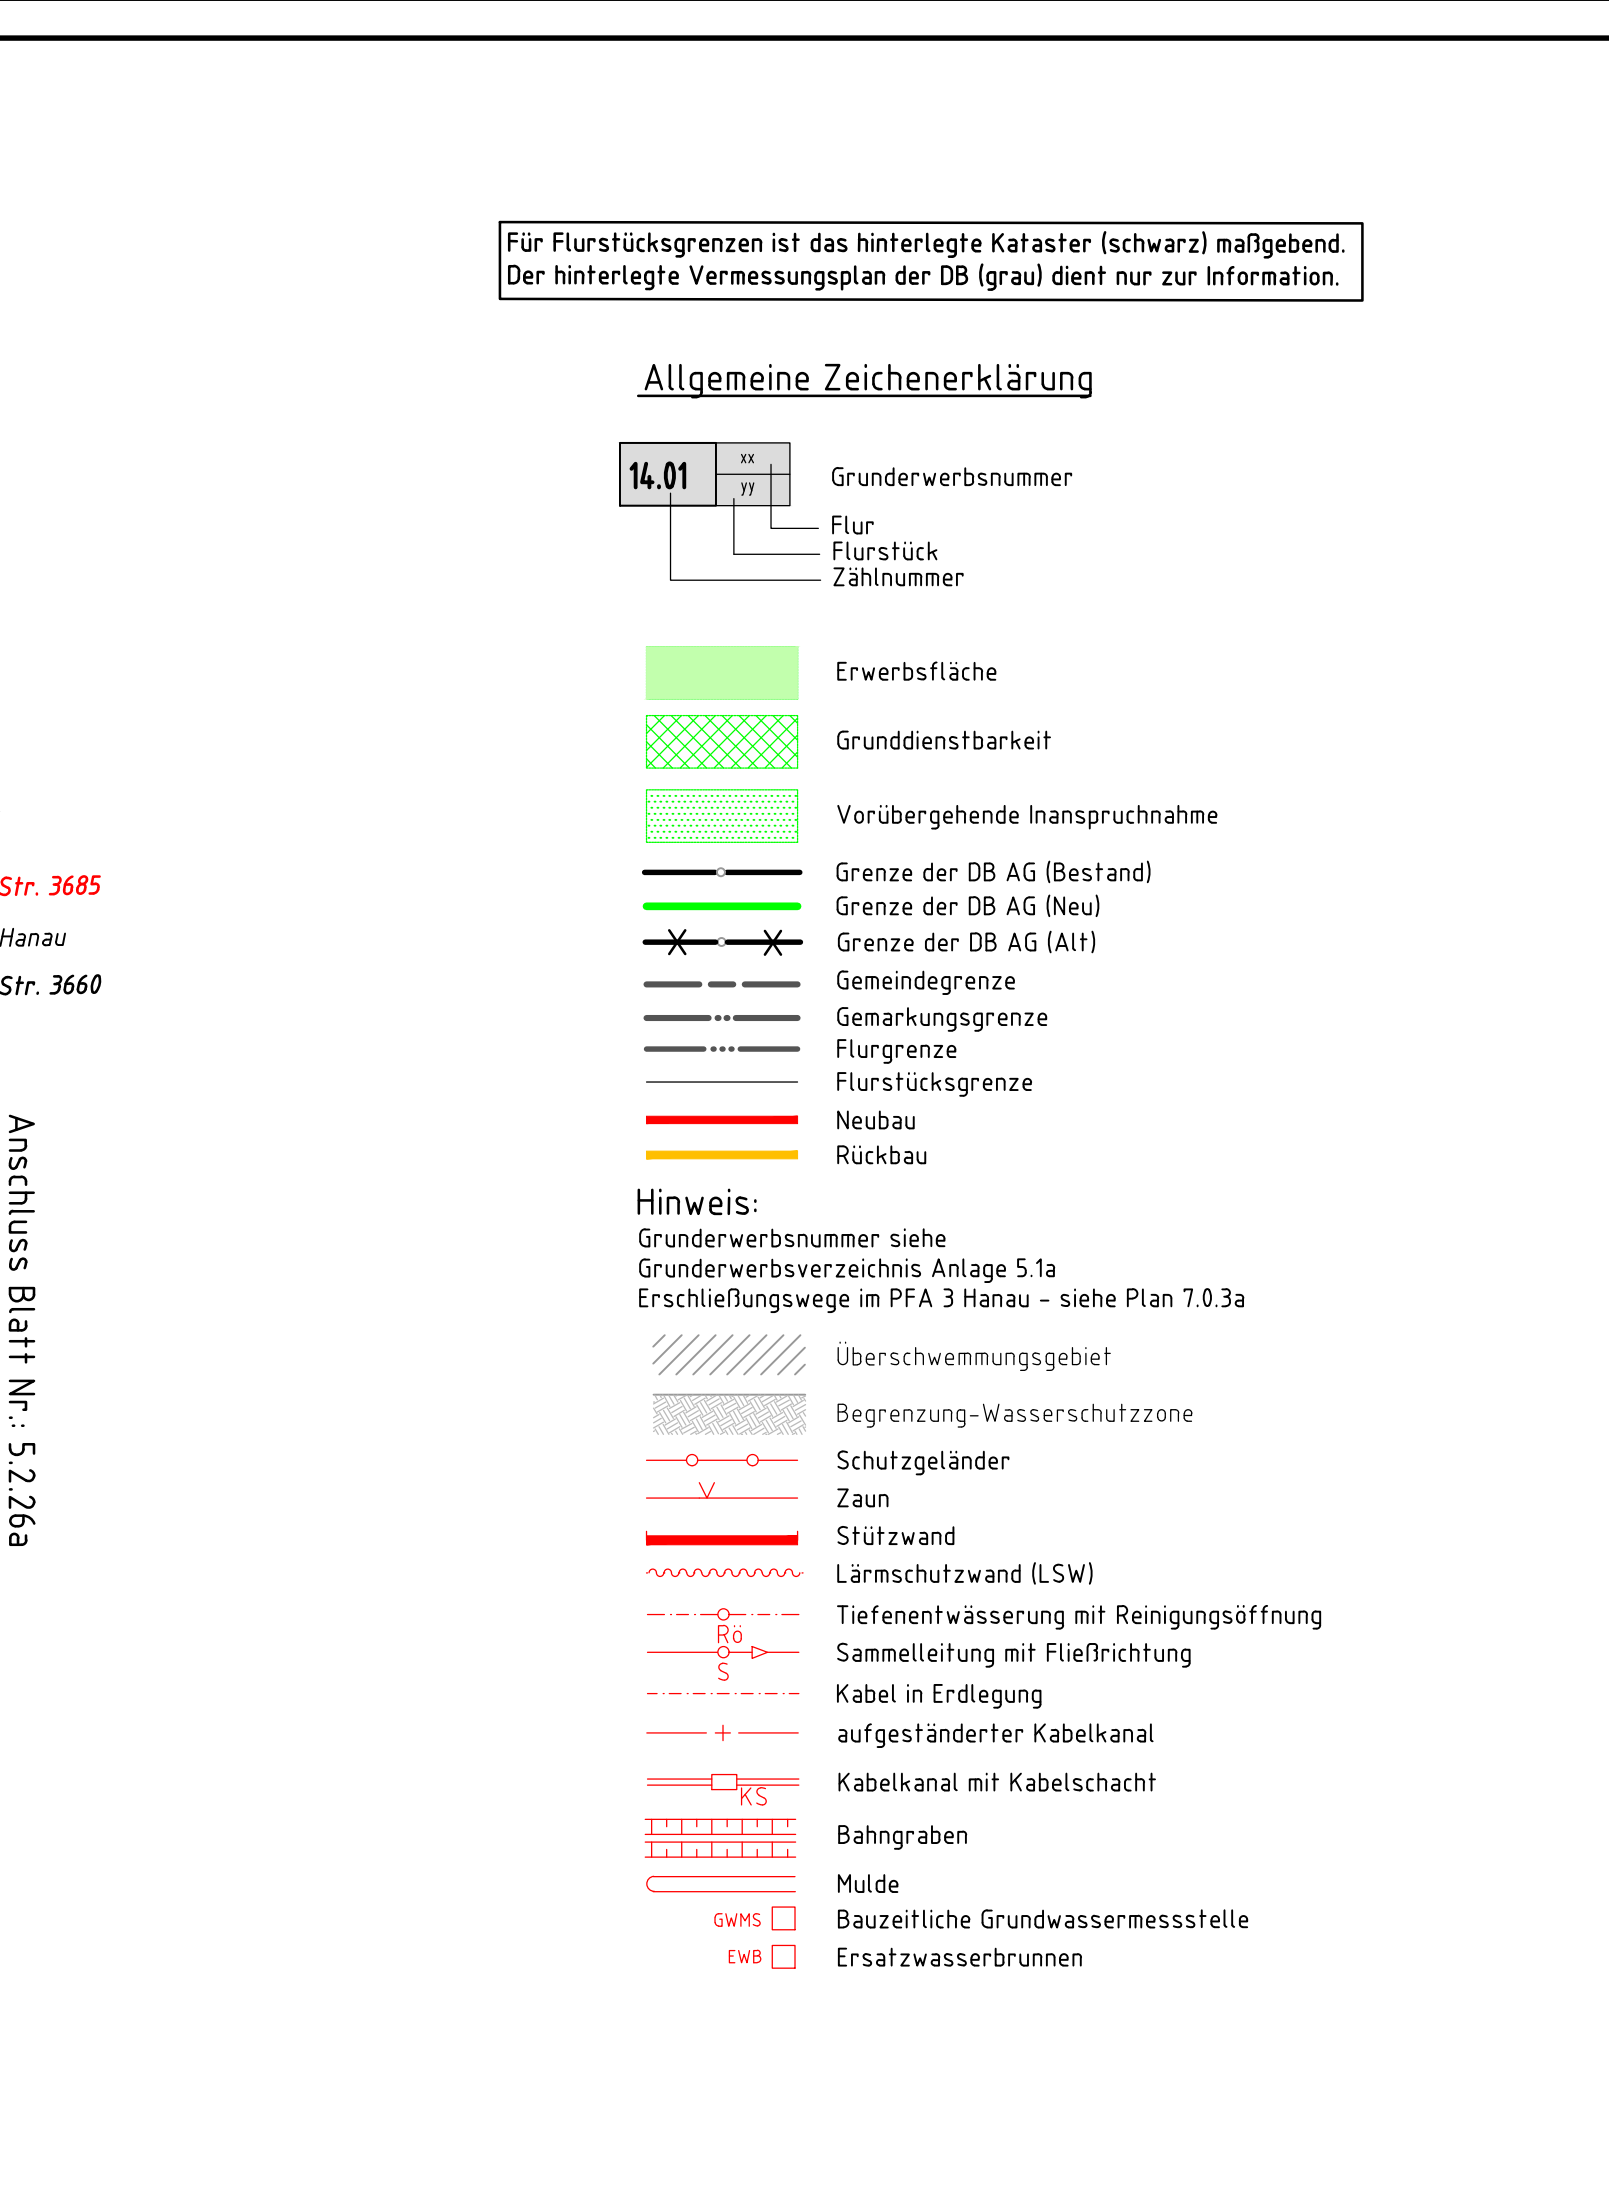 Für Flurstücksgrenzen ist das hinterlegte Kataster (schwarz) maßgebend.
Der hinterlegte Vermessungsplan der DB (grau) dient nur zur Information.
Allgemeine Zeichenerklärung
14.01
xx
yy
Grunderwerbsnummer
Flur
Flurstück
Zählnummer
Erwerbsfläche
Grunddienstbarkeit
Vorübergehende Inanspruchnahme
Grenze der DB AG (Bestand)
Grenze der DB AG (Neu)
Grenze der DB AG (Alt)
Gemeindegrenze
Gemarkungsgrenze
Flurgrenze
Flurstücksgrenze
Neubau
Rückbau
Str. 3685
Hanau
Str. 3660
Anschluss Blatt Nr.: 5.2.26a
Hinweis:
Grunderwerbsnummer siehe
Grunderwerbsverzeichnis Anlage 5.1a
Erschließungswege im PFA 3 Hanau - siehe Plan 7.0.3a
Überschwemmungsgebiet
Begrenzung-Wasserschutzzone
Schutzgeländer
Zaun
Stützwand
Lärmschutzwand (LSW)
Tiefenentwässerung mit Reinigungsöffnung
Rö
Sammelleitung mit Fließrichtung
S
Kabel in Erdlegung
aufgeständerter Kabelkanal
Kabelkanal mit Kabelschacht
KS
Bahngraben
Mulde
GWMS
Bauzeitliche Grundwassermessstelle
EWB
Ersatzwasserbrunnen